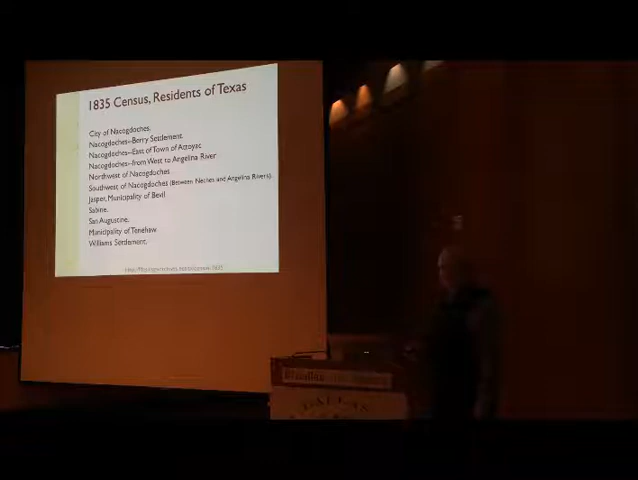 1835 Census, Residents of Texas
City of Nacogdoches.
Nacogdoches--Berry Settlement.
Nacogdoches--East of Town of Attoyac
Nacogdoches--from West to Angelina River
Northwest of Nacogdoches
Southwest of Nacogdoches (Between Neches and Angelina Rivers).
Jasper, Municipality of Bevil
Sabine.
San Augustine.
Municipality of Tenehaw
Williams Settlement.
DALLAS